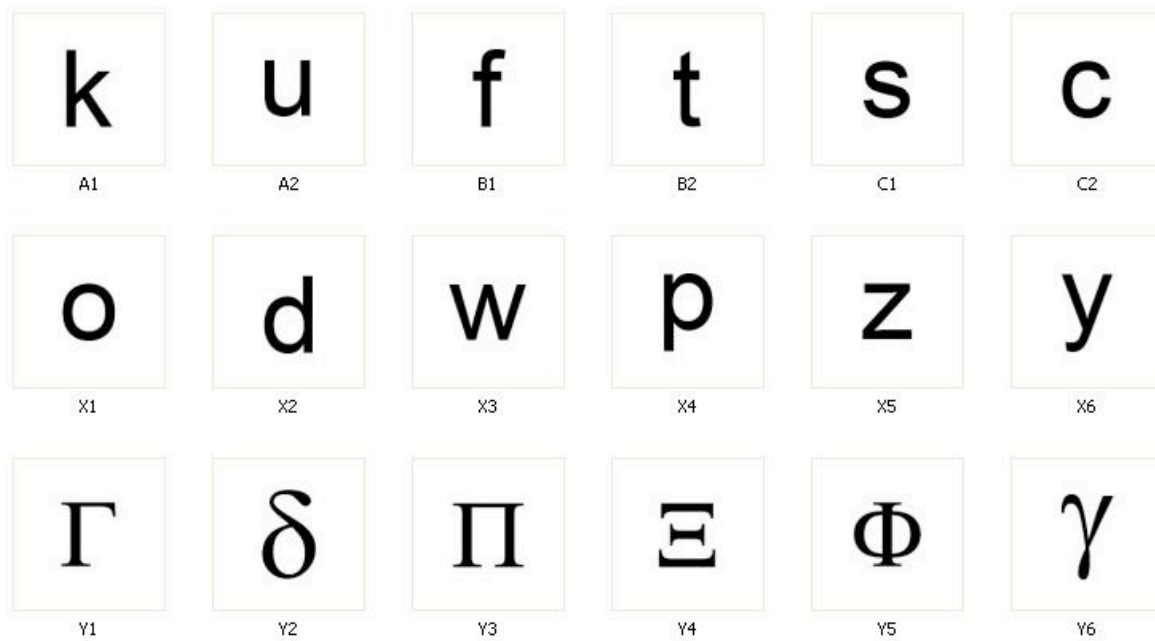 k u f t s c
A1 A2 B1 B2 C1 C2
o d w p z y
X1 X2 X3 X4 X5 X6
Γ δ Π Ξ Φ γ
Y1 Y2 Y3 Y4 Y5 Y6